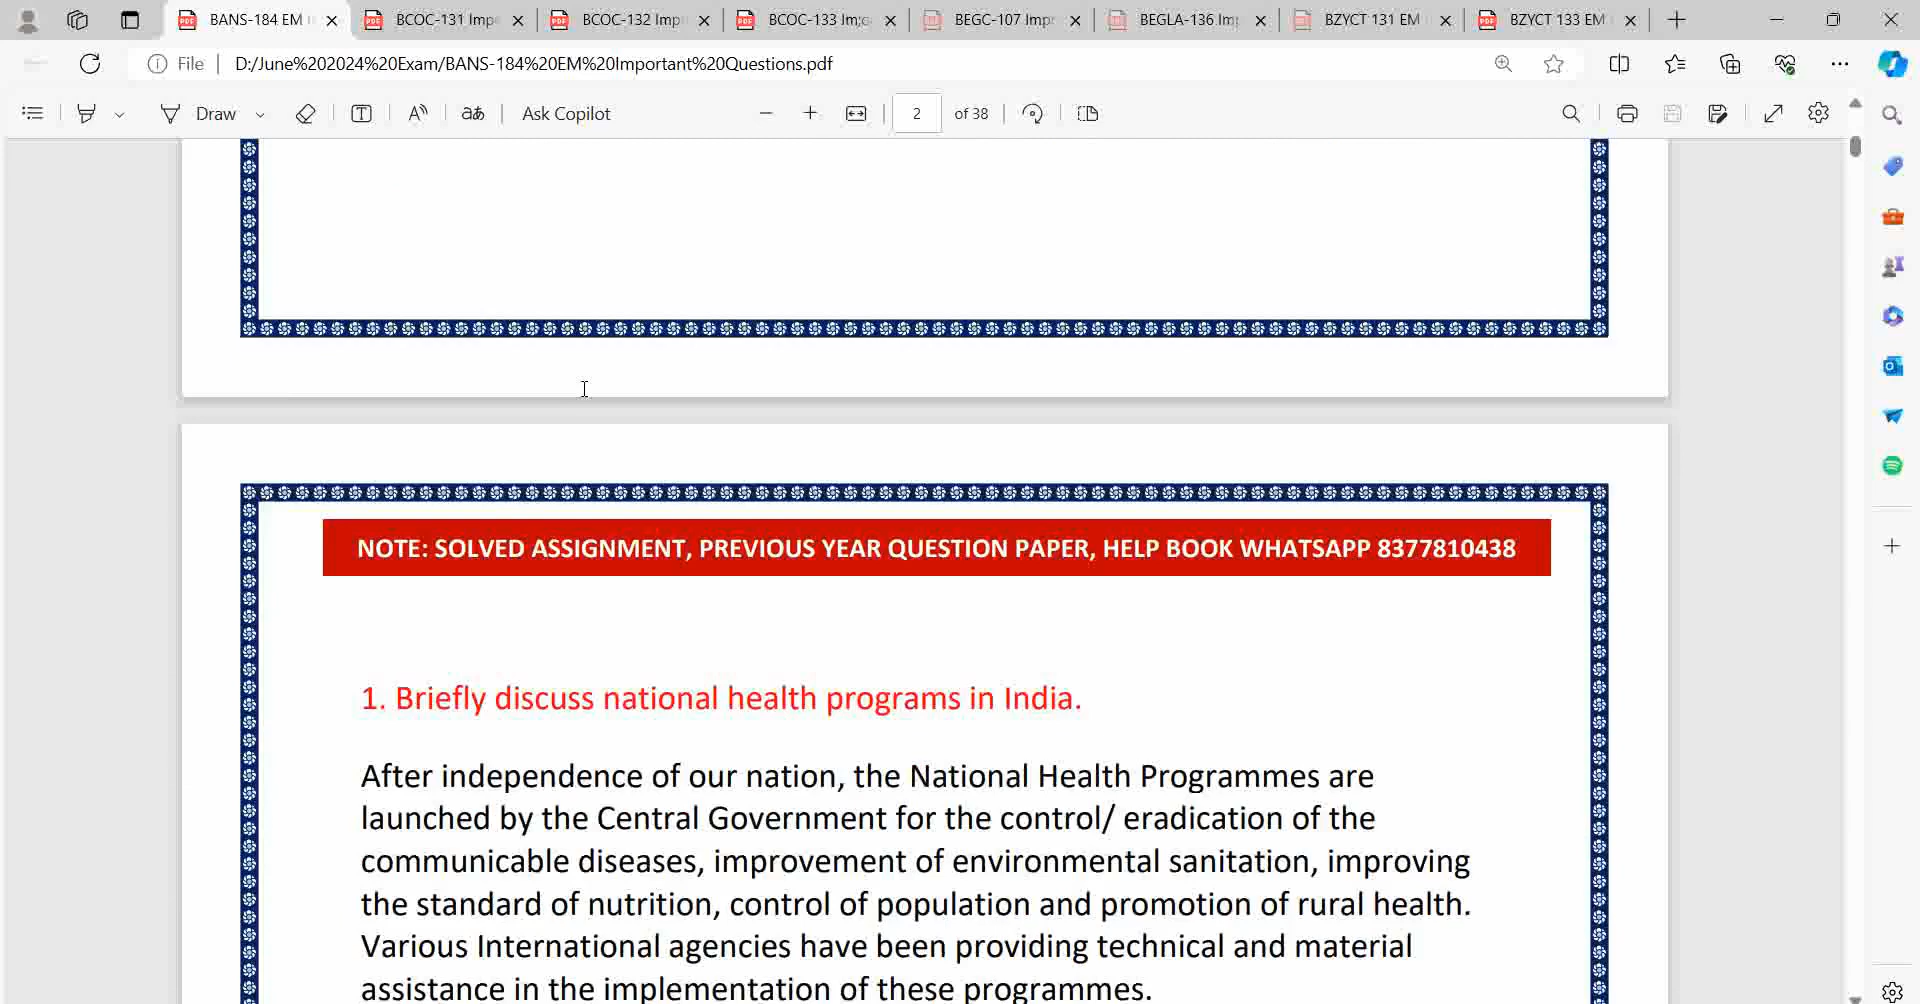 BANS-184 EM
BCOC-131 Imp
BCOC-132 Imp
BCOC-133 Im;c
BEGC-107 Imp
BEGLA-136 Im
BZYCT 131 EM
BZYCT 133 EM
File
D:/June%202024%20Exam/BANS-184%20EM%20Important%20Questions.pdf
Draw
aあ
Ask Copilot
2 of 38
NOTE: SOLVED ASSIGNMENT, PREVIOUS YEAR QUESTION PAPER, HELP BOOK WHATSAPP 8377810438
1. Briefly discuss national health programs in India.
After independence of our nation, the National Health Programmes are
launched by the Central Government for the control/ eradication of the
communicable diseases, improvement of environmental sanitation, improving
the standard of nutrition, control of population and promotion of rural health.
Various International agencies have been providing technical and material
assistance in the implementation of these programmes.